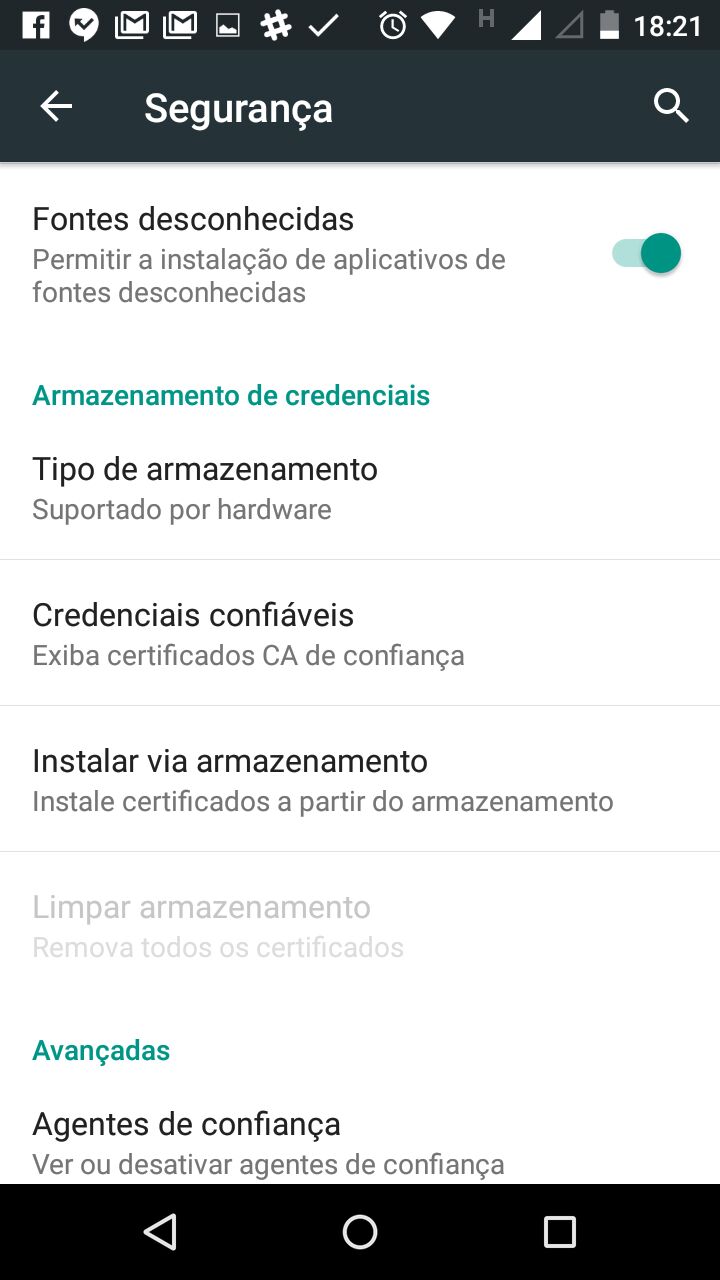 H 18:21
Segurança
Fontes desconhecidas
Permitir a instalação de aplicativos de
fontes desconhecidas
Armazenamento de credenciais
Tipo de armazenamento
Suportado por hardware
Credenciais confiáveis
Exiba certificados CA de confiança
Instalar via armazenamento
Instale certificados a partir do armazenamento
Limpar armazenamento
Remova todos os certificados
Avançadas
Agentes de confiança
Ver ou desativar agentes de confiança